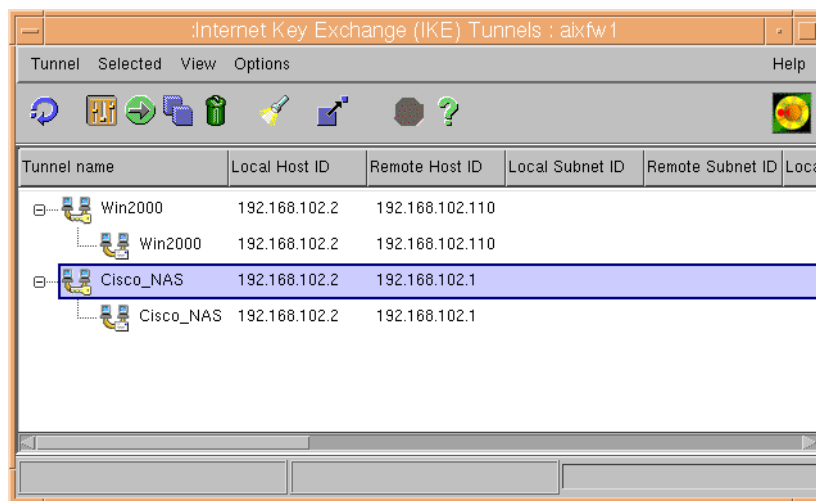 :Internet Key Exchange (IKE) Tunnels : aixfw1
Tunnel Selected View Options Help
Tunnel name Local Host ID Remote Host ID Local Subnet ID Remote Subnet ID Loca
Win2000 192.168.102.2 192.168.102.110
Win2000 192.168.102.2 192.168.102.110
Cisco_NAS 192.168.102.2 192.168.102.1
Cisco_NAS 192.168.102.2 192.168.102.1